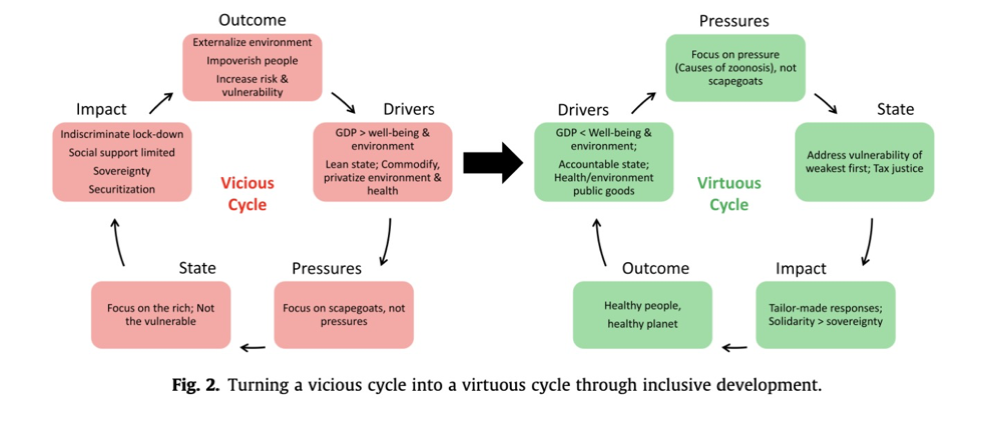 Outcome
Externalize environment
Impoverish people
Increase risk &
vulnerability
Impact
Indiscriminate lock-down
Social support limited
Sovereignty
Securitization
Drivers
GDP > well-being &
environment
Lean state; Commodify,
privatize environment &
health
Vicious
Cycle
State
Focus on the rich; Not
the vulnerable
Pressures
Focus on scapegoats, not
pressures
Pressures
Focus on pressure
(Causes of zoonosis), not
scapegoats
Drivers
GDP < Well-being &
environment;
Accountable state;
Health/environment
public goods
State
Address vulnerability of
weakest first; Tax justice
Virtuous
Cycle
Outcome
Healthy people,
healthy planet
Impact
Tailor-made responses;
Solidarity > sovereignty
Fig. 2. Turning a vicious cycle into a virtuous cycle through inclusive development.